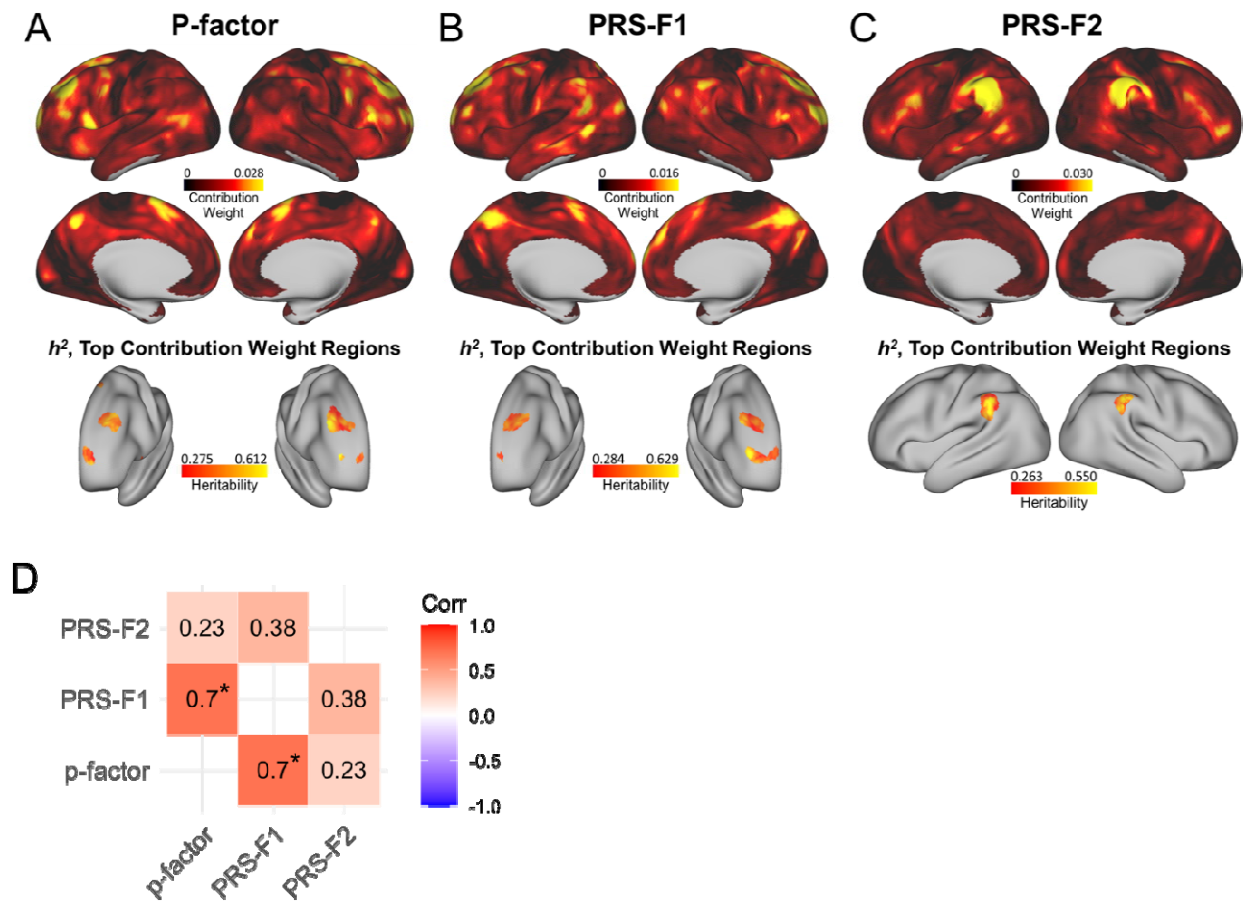 A
P-factor
B
PRS-F1
C
PRS-F2
0 0.028
Contribution
Weight
0 0.016
Contribution
Weight
0 0.030
Contribution
Weight
h², Top Contribution Weight Regions
h², Top Contribution Weight Regions
h², Top Contribution Weight Regions
0.275 0.612
Heritability
0.284 0.629
Heritability
0.263 0.550
Heritability
D
PRS-F2
0.23 0.38
PRS-F1
0.7* 0.38
p-factor
0.7* 0.23
p-factor
PRS-F1
PRS-F2
Corr
1.0
0.5
0.0
-0.5
-1.0